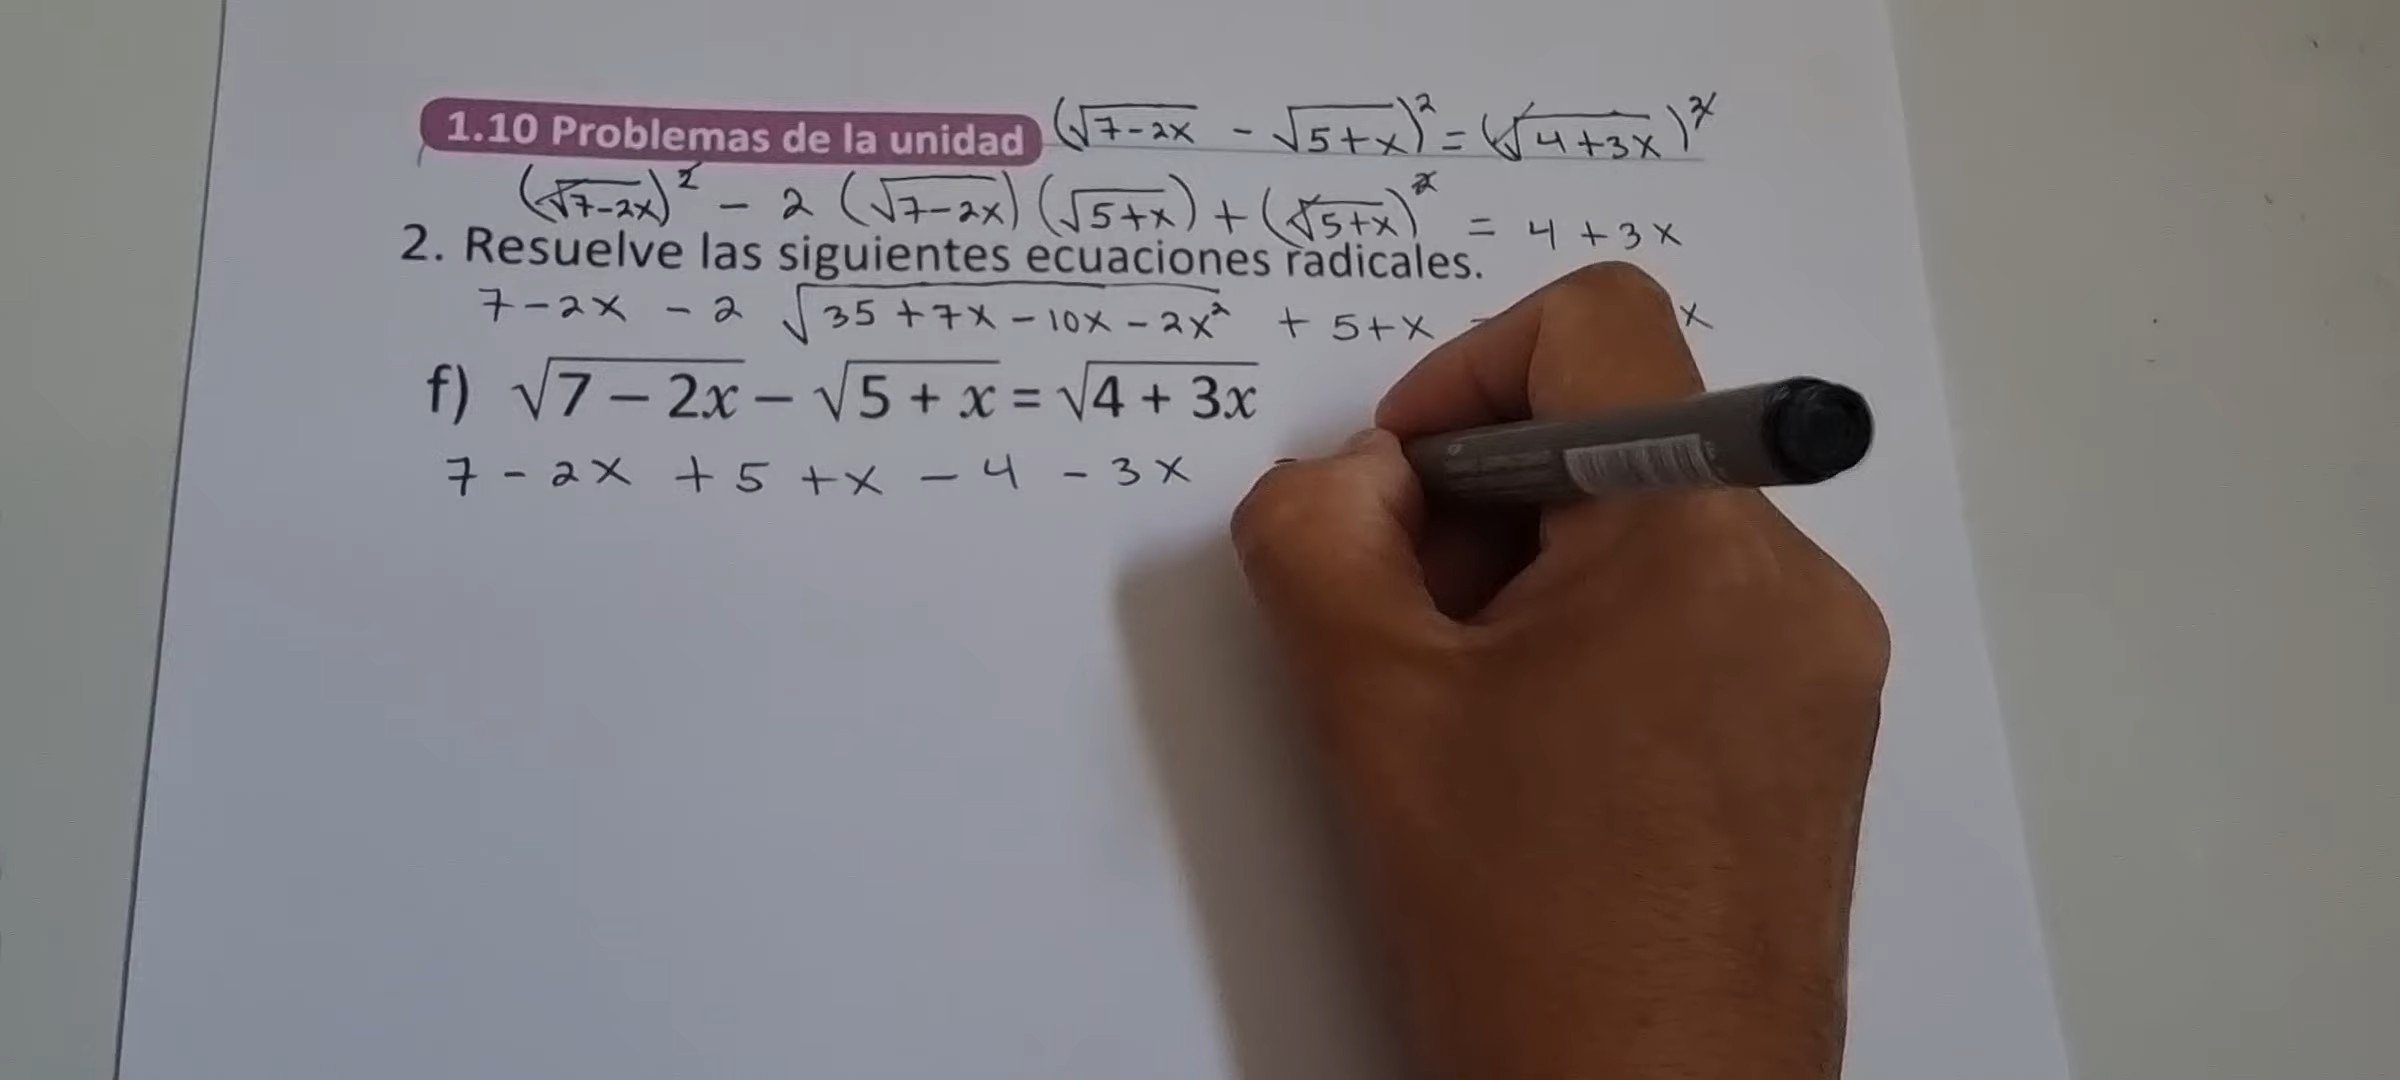 1.10 Problemas de la unidad (√7-2x - √5+x)² = (√4+3x)²
(√7-2x)² - 2 (√7-2x) (√5+x) + (√5+x)² = 4+3x
2. Resuelve las siguientes ecuaciones radicales.
7-2x - 2 √35+7x-10x-2x² + 5+x x
f) √7 – 2x – √5 + x = √4 + 3x
7 - 2x + 5 + x - 4 - 3x